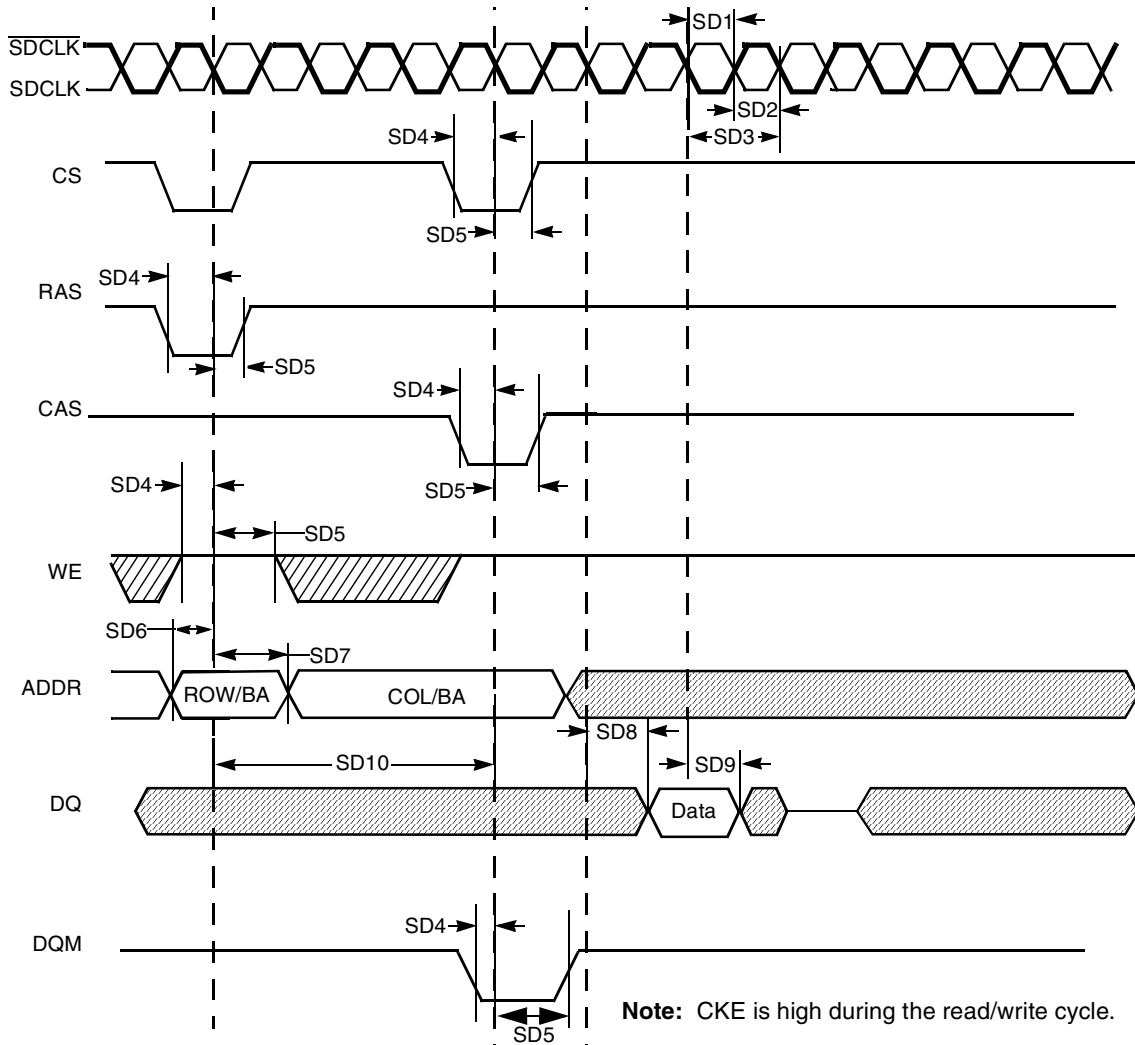 SD1
SDCLK
SDCLK
SD2
SD4
SD3
CS
SD5
SD4
RAS
SD5
SD4
CAS
SD4
SD5
SD5
WE
SD6
SD7
ADDR
ROW/BA
COL/BA
SD8
SD10
SD9
DQ
Data
SD4
DQM
Note: CKE is high during the read/write cycle.
SD5